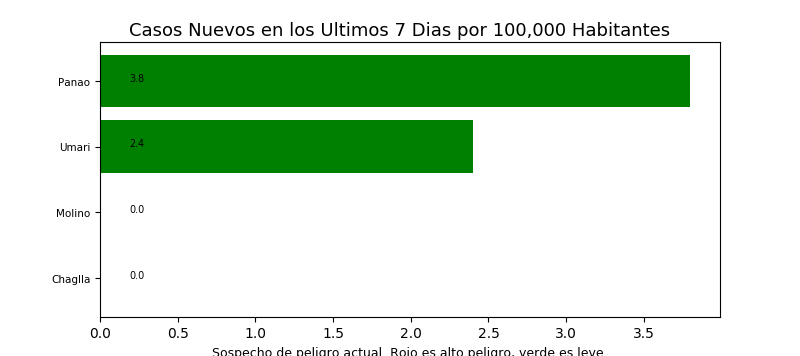 Casos Nuevos en los Ultimos 7 Dias por 100,000 Habitantes
Panao
3.8
Umari
2.4
Molino
0.0
Chaglla
0.0
0.0 0.5 1.0 1.5 2.0 2.5 3.0 3.5
Sospecho de peligro actual. Rojo es alto peligro, verde es leve